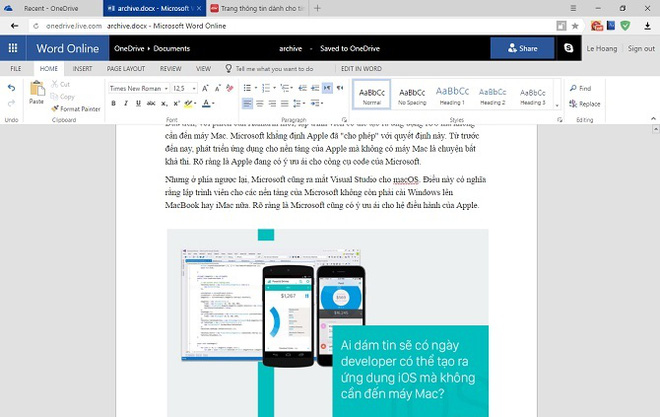 Recent - OneDrive
archive.docx - Microsoft W
Trang thông tin dành cho tín
onedrive.live.com archive.docx - Microsoft Word Online
Word Online OneDrive Documents archive - Saved to OneDrive Share Le Hoang Sign out
FILE HOME INSERT PAGE LAYOUT REVIEW VIEW Tell me what you want to do EDIT IN WORD
Undo Paste Cut Copy Format Painter
Times New Roman 12.5
B I U
AaBbCc AaBbCc AaBbCc AaBbCc AaBbCc
Normal No Spacing Heading 1 Heading 2 Heading 3
Find
Replace
Clipboard Font Paragraph Styles Editing
cần đến máy Mac. Microsoft khẳng định Apple đã "cho phép" với quyết định này. Từ trước
đến nay, phát triển ứng dụng cho nền tảng của Apple mà không có máy Mac là chuyện bất
khả thi. Rõ ràng là Apple đang có ý ưu ái cho công cụ code của Microsoft.
Nhưng ở phía ngược lại, Microsoft cũng ra mắt Visual Studio cho macOS. Điều này có nghĩa
rằng lập trình viên cho các nền tảng của Microsoft không còn phải cài Windows lên
MacBook hay iMac nữa. Rõ ràng là Microsoft cũng có ý ưu ái cho hệ điều hành của Apple.
$1,267
Ai dám tin sẽ có ngày
developer có thể tạo ra
ứng dụng iOS mà không
cần đến máy Mac?